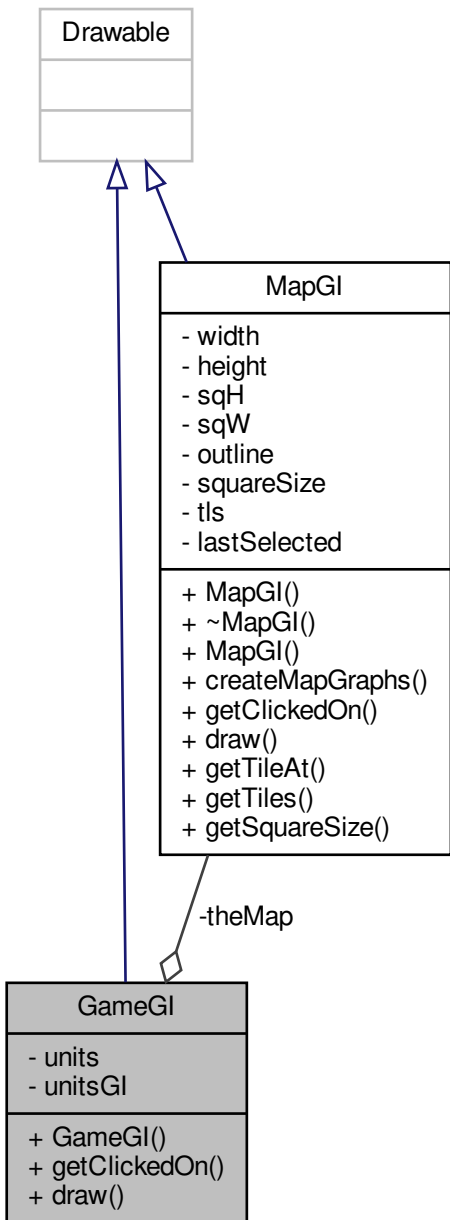 Drawable
MapGI
- width
- height
- sqH
- sqW
- outline
- squareSize
- tls
- lastSelected
+ MapGI()
+ ~MapGI()
+ MapGI()
+ createMapGraphs()
+ getClickedOn()
+ draw()
+ getTileAt()
+ getTiles()
+ getSquareSize()
-theMap
GameGI
- units
- unitsGI
+ GameGI()
+ getClickedOn()
+ draw()